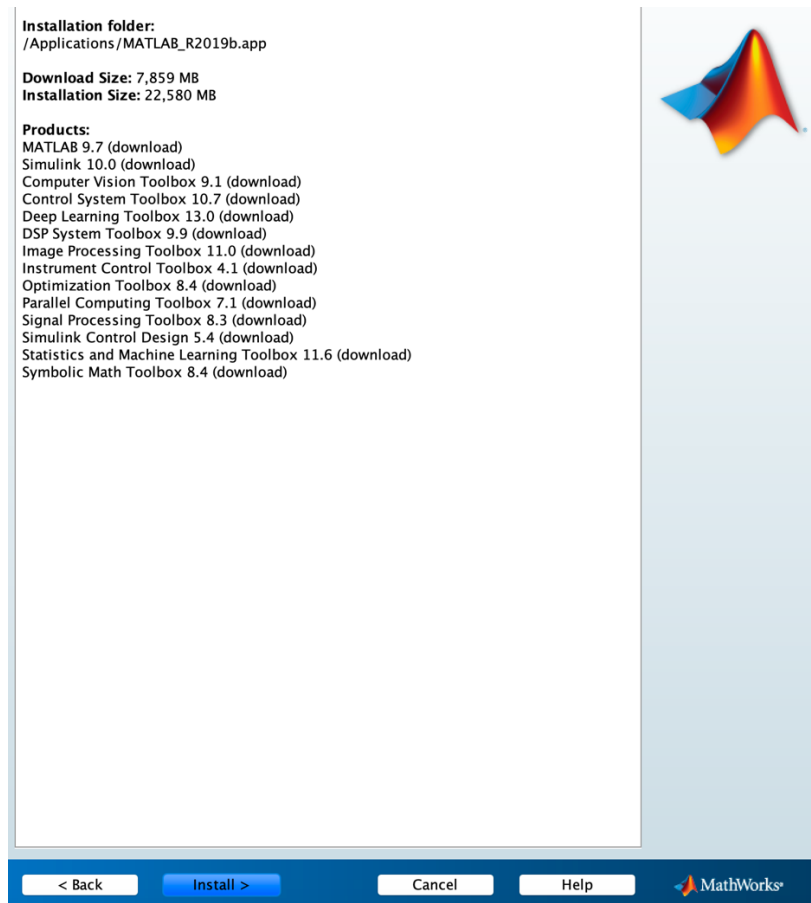 Installation folder:
/Applications/MATLAB_R2019b.app
Download Size: 7,859 MB
Installation Size: 22,580 MB
Products:
MATLAB 9.7 (download)
Simulink 10.0 (download)
Computer Vision Toolbox 9.1 (download)
Control System Toolbox 10.7 (download)
Deep Learning Toolbox 13.0 (download)
DSP System Toolbox 9.9 (download)
Image Processing Toolbox 11.0 (download)
Instrument Control Toolbox 4.1 (download)
Optimization Toolbox 8.4 (download)
Parallel Computing Toolbox 7.1 (download)
Signal Processing Toolbox 8.3 (download)
Simulink Control Design 5.4 (download)
Statistics and Machine Learning Toolbox 11.6 (download)
Symbolic Math Toolbox 8.4 (download)
< Back Install > Cancel Help MathWorks®